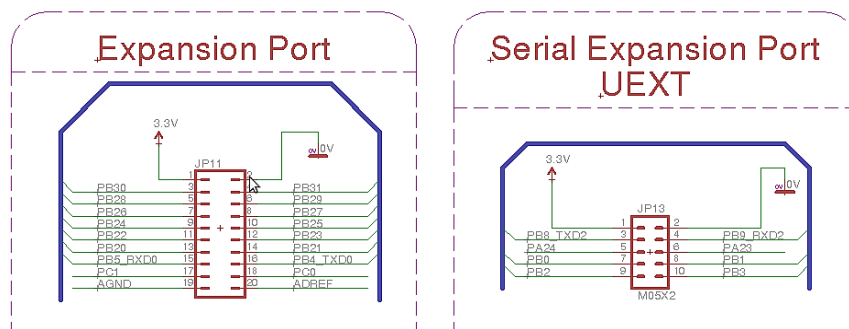 Expansion Port
Serial Expansion Port
UEXT
3.3V
0V 0V
JP11
1
PB30 3 PB31
PB28 5 6 PB29
PB26 7 8 PB27
PB24 9 10 PB25
PB22 11 12 PB23
PB20 13 14 PB21
PB5_RXD0 15 16 PB4_TXD0
PC1 17 18 PC0
AGND 19 20 ADREF
3.3V
0V 0V
JP13
1 2
PB8_TXD2 3 4 PB9_RXD2
PA24 5 6 PA23
PB0 7 8 PB1
PB2 9 10 PB3
M05X2